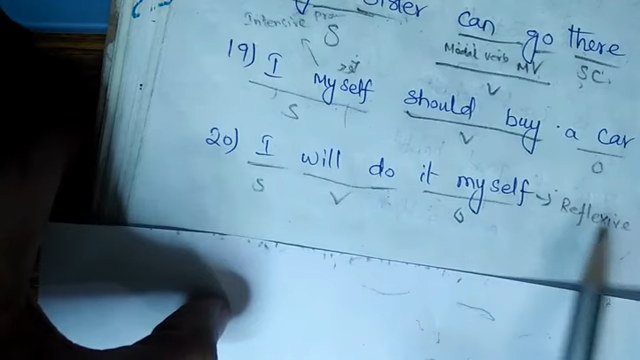 Sister can go there
Intensive pro S Modal verb MV SC
V
19) I myself should buy a car
S V O
20) I will do it myself → Reflexive
S V O